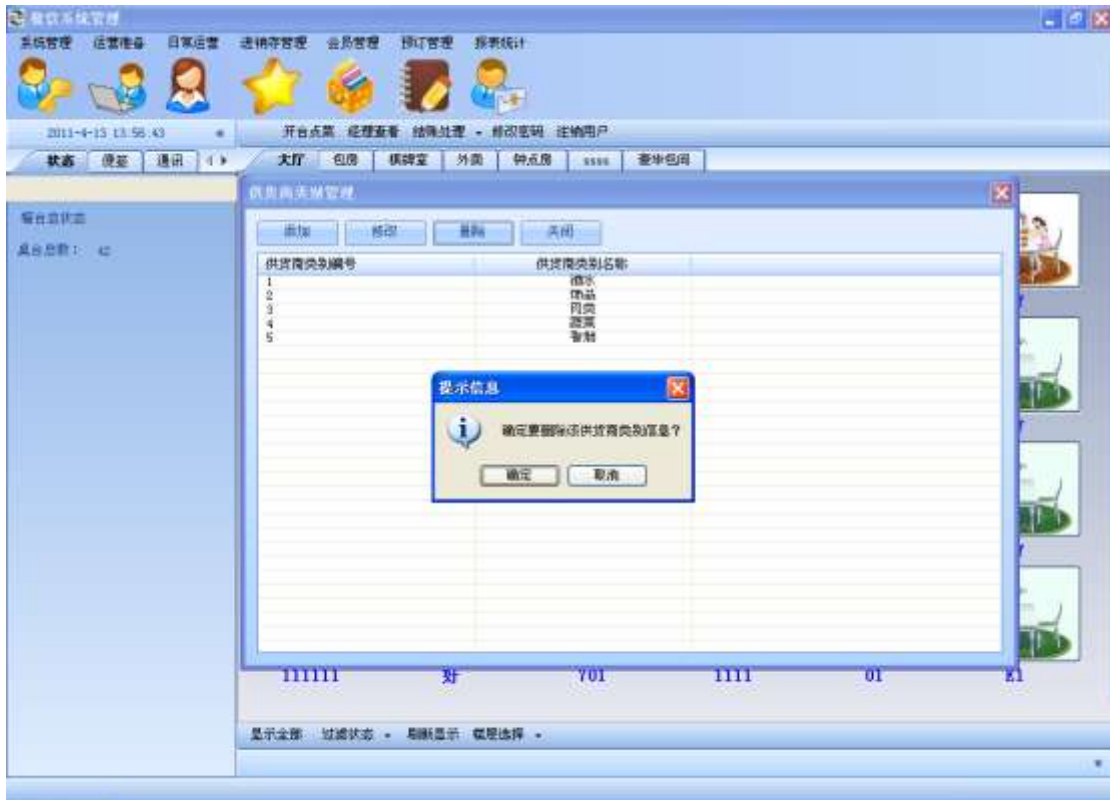 餐饮系统管理
系统管理 运营准备 日常运营 进销存管理 会员管理 预订管理 报表统计
2011-4-13 13:56:43 开台点菜 经理查看 结账处理 修改密码 注销用户
状态 便签 通讯 大厅 包房 棋牌室 外卖 钟点房 ssss 豪华包间
供货商类别管理
餐台总状态
添加 修改 删除 关闭
桌台总数： 42
供货商类别编号 供货商类别名称
1 酒水
2
3 肉类
4 蔬菜
5
提示信息
确定要删除该供货商类别信息？
确定 取消
111111 好 701 1111 01 K1
显示全部 过滤状态 刷新显示 楼层选择